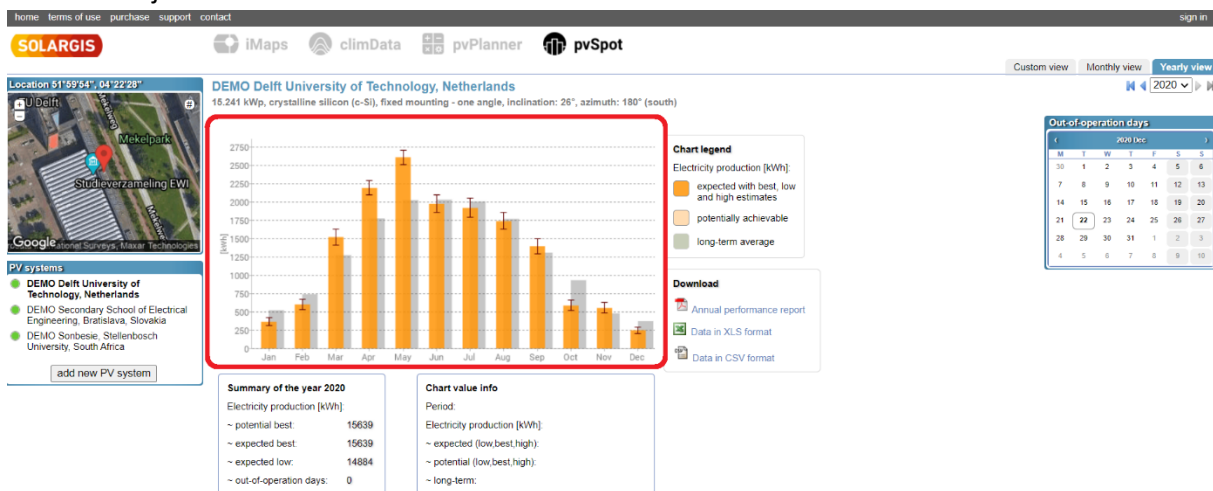 home terms of use purchase support contact sign in
SOLARGIS iMaps climData pvPlanner pvSpot
Custom view Monthly view Yearly view
2020
Location 51°59'54", 04°22'28"
U Delft
Mekelweg
Mekelpark
Studieverzameling EWI
Google
ational Surveys, Maxar Technologies
PV systems
DEMO Delft University of
Technology, Netherlands
DEMO Secondary School of Electrical
Engineering, Bratislava, Slovakia
DEMO Sonbesie, Stellenbosch
University, South Africa
add new PV system
DEMO Delft University of Technology, Netherlands
15.241 kWp, crystalline silicon (c-Si), fixed mounting - one angle, inclination: 26°, azimuth: 180° (south)
[kWh]
2750
2500
2250
2000
1750
1500
1250
1000
750
500
250
0
Jan Feb Mar Apr May Jun Jul Aug Sep Oct Nov Dec
Chart legend
Electricity production [kWh]:
expected with best, low
and high estimates
potentially achievable
long-term average
Download
Annual performance report
Data in XLS format
Data in CSV format
Summary of the year 2020
Electricity production [kWh]:
~ potential best: 15639
~ expected best: 15639
~ expected low: 14884
~ out-of-operation days: 0
Chart value info
Period:
Electricity production [kWh]:
~ expected (low,best,high):
~ potential (low,best,high):
~ long-term:
Out-of-operation days
2020 Dec
M T W T F S S
30 1 2 3 4 5 6
7 8 9 10 11 12 13
14 15 16 17 18 19 20
21 22 23 24 25 26 27
28 29 30 31 1 2 3
4 5 6 7 8 9 10